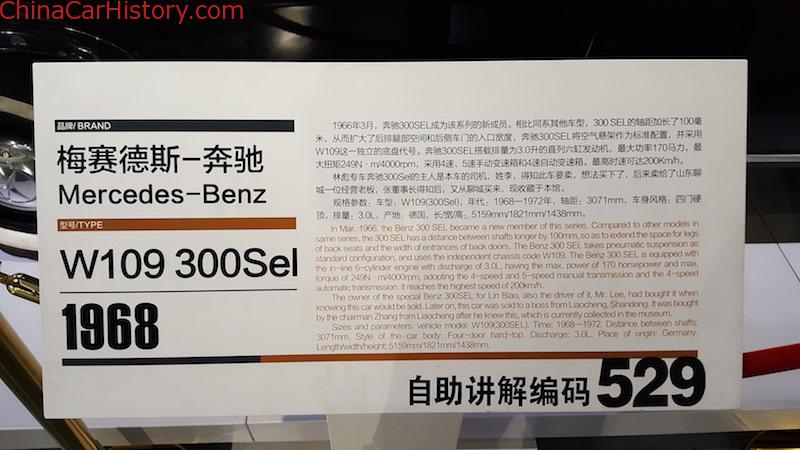 ChinaCarHistory.com
品牌/ BRAND
梅赛德斯-奔驰
Mercedes-Benz
型号/TYPE
W109 300Sel
1968
1966年3月，奔驰300SEL成为该系列的新成员。相比同系其他车型，300 SEL的轴距加长了100毫
米，从而扩大了后排腿部空间和后侧车门的入口宽度，奔驰300SEL将空气悬架作为标准配置，并采用
W109这一独立的底盘代号。奔驰300SEL搭载排量为3.0升的直列六缸发动机，最大功率170马力，最
大扭矩249N · m/4000rpm，采用4速、5速手动变速箱和4速自动变速箱。最高时速可达200Km/h。
林彪专车奔驰300Sel的主人是本车的司机，姓李，得知此车要卖，想法买下了，后来卖给了山东聊
城一位经营老板，张董事长得知后，又从聊城买来，现收藏于本馆。
规格参数：车型：W109(300Sel)，年代：1968—1972年，轴距：3071mm，车身风格：四门硬
顶，排量：3.0L，产地：德国，长/宽/高：5159mm/1821mm/1438mm。
In Mar. 1966, the Benz 300 SEL became a new member of this series. Compared to other models in
same series, the 300 SEL has a distance between shafts longer by 100mm, so as to extend the space for legs
of back seats and the width of entrances of back doors. The Benz 300 SEL takes pneumatic suspension as
standard configuration, and uses the independent chassis code W109. The Benz 300 SEL is equipped with
the in-line 6-cylinder engine with discharge of 3.0L, having the max. power of 170 horsepower and max.
torque of 249N · m/4000rpm, adopting the 4-speed and 5-speed manual transmission and the 4-speed
automatic transmission. It reaches the highest speed of 200km/h.
The owner of the special Benz 300SEL for Lin Biao, also the driver of it, Mr. Lee, had bought it when
knowing this car would be sold. Later on, this car was sold to a boss from Liaocheng, Shandong. It was bought
by the chairman Zhang from Liaocheng after he knew this, which is currently collected in the museum.
Sizes and parameters: vehicle model: W109(300SEL). Time: 1968—1972, Distance between shafts:
3071mm. Style of the car body: Four-door hard-top. Discharge: 3.0L. Place of origin: Germany.
Length/width/height: 5159mm/1821mm/1438mm.
自助讲解编码529